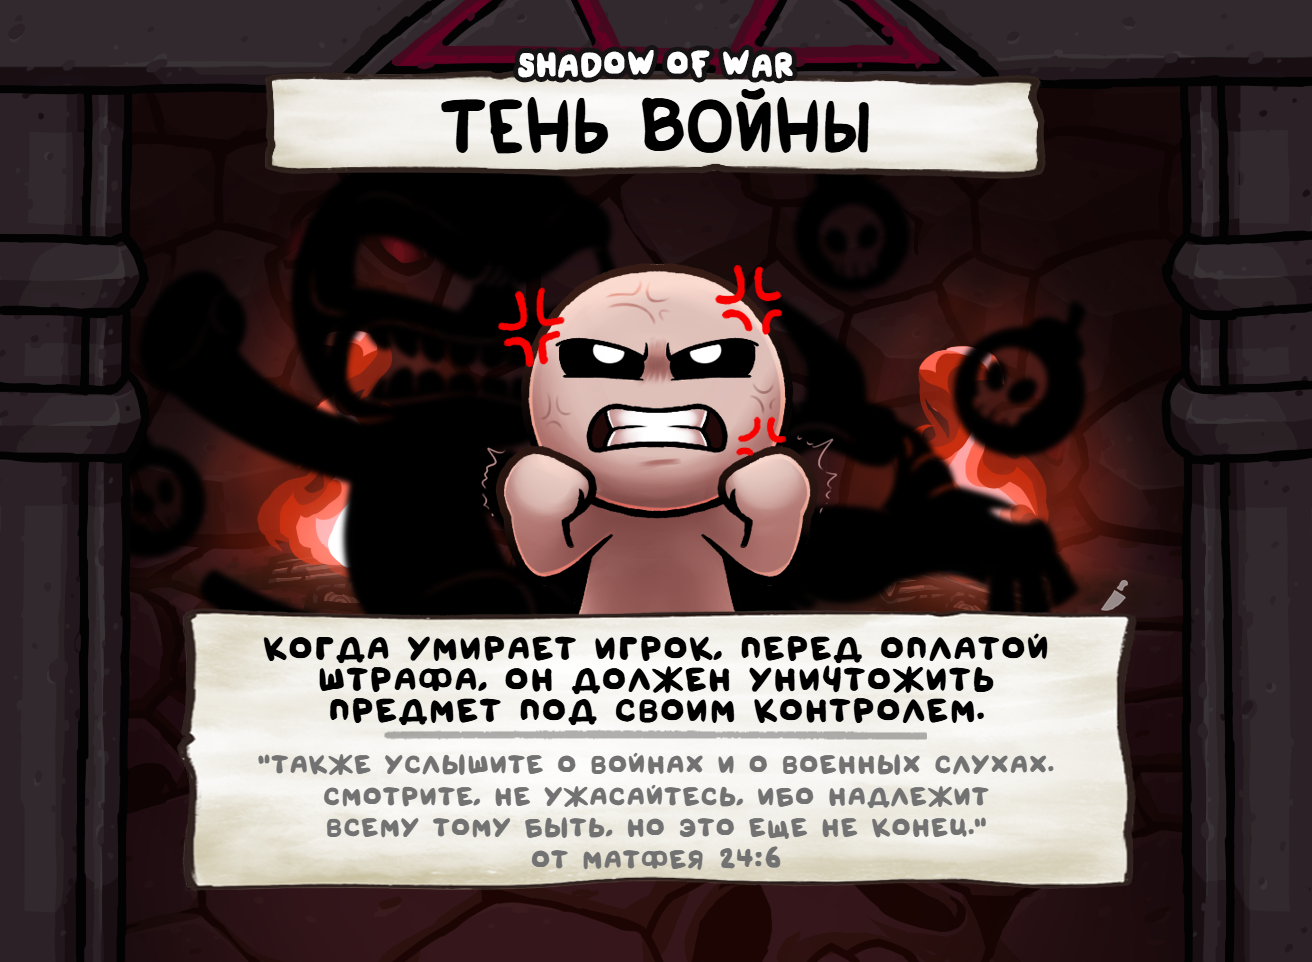 SHADOW OF WAR
ТЕНЬ ВОЙНЫ
КОГДА УМИРАЕТ ИГРОК, ПЕРЕД ОПЛАТОЙ
ШТРАФА, ОН ДОЛЖЕН УНИЧТОЖИТЬ
ПРЕДМЕТ ПОД СВОИМ КОНТРОЛЕМ.
"ТАКЖЕ УСЛЫШИТЕ О ВОЙНАХ И О ВОЕННЫХ СЛУХАХ.
СМОТРИТЕ, НЕ УЖАСАЙТЕСЬ, ИБО НАДЛЕЖИТ
ВСЕМУ ТОМУ БЫТЬ, НО ЭТО ЕЩЕ НЕ КОНЕЦ."
ОТ МАТФЕЯ 24:6